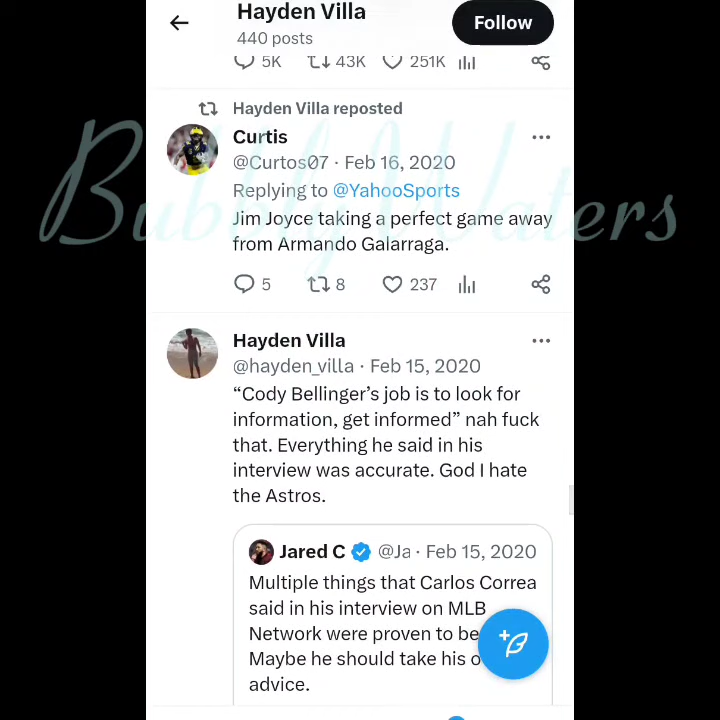 Hayden Villa
440 posts
Follow
5K 43K 251K
Hayden Villa reposted
Curtis
@Curtos07 · Feb 16, 2020
Replying to @YahooSports
Jim Joyce taking a perfect game away
from Armando Galarraga.
5 8 237
Bubbly Waters
Hayden Villa
@hayden_villa · Feb 15, 2020
“Cody Bellinger’s job is to look for
information, get informed” nah fuck
that. Everything he said in his
interview was accurate. God I hate
the Astros.
Jared C @Ja · Feb 15, 2020
Multiple things that Carlos Correa
said in his interview on MLB
Network were proven to be
Maybe he should take his o
advice.